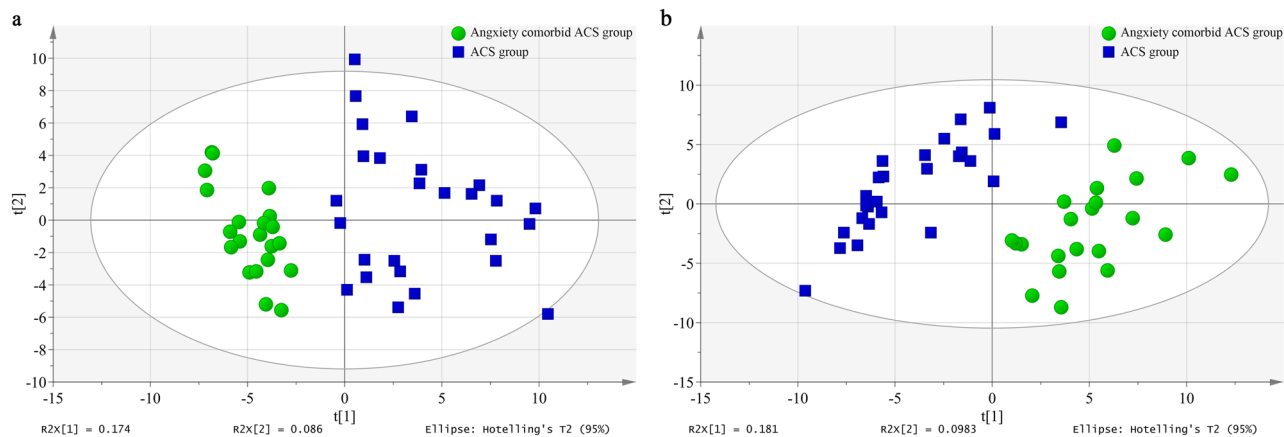 a
Angxiety comorbid ACS group
ACS group
10
8
6
4
2
0
-2
-4
-6
-8
-10
t[2]
-15
-10
-5
0
5
10
t[1]
R2X[1] = 0.174
R2X[2] = 0.086
Ellipse: Hotelling's T2 (95%)
b
Angxiety comorbid ACS group
ACS group
10
5
0
-5
-10
-15
t[2]
-15
-10
-5
0
5
10
t[1]
R2X[1] = 0.181
R2X[2] = 0.0983
Ellipse: Hotelling's T2 (95%)